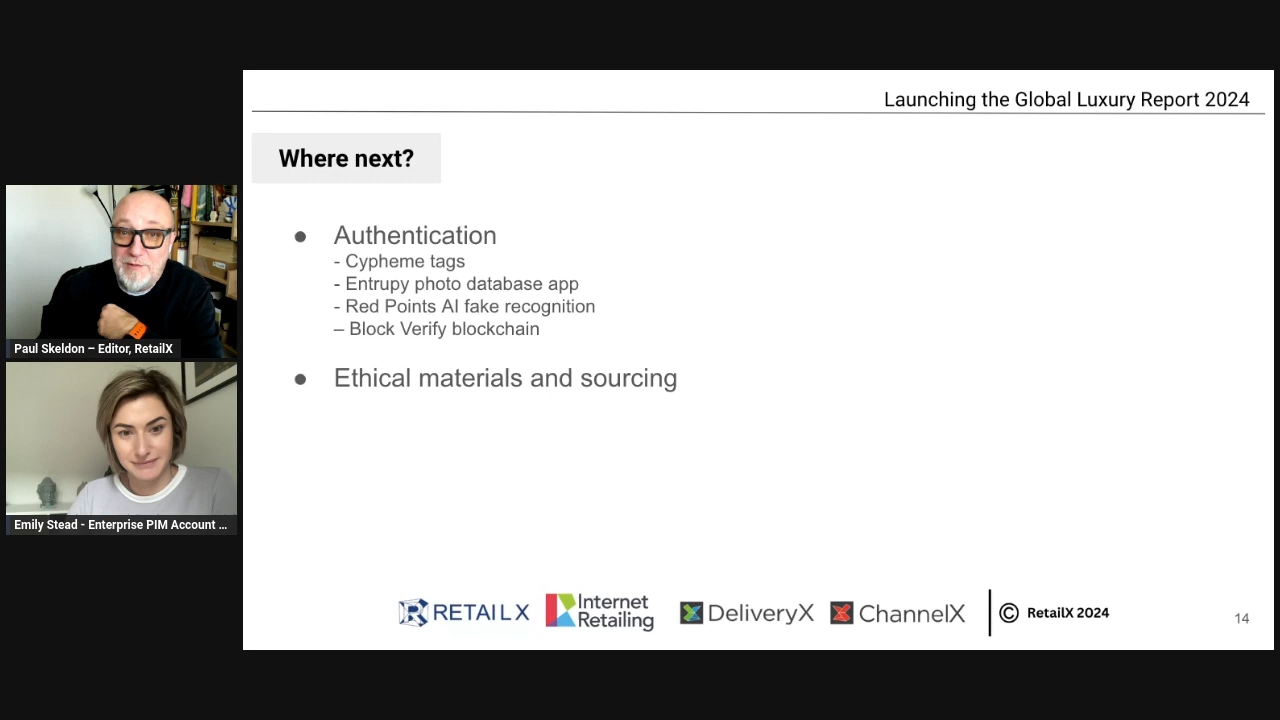 Launching the Global Luxury Report 2024
Where next?
● Authentication
- Cypheme tags
- Entrupy photo database app
- Red Points AI fake recognition
– Block Verify blockchain
● Ethical materials and sourcing
Paul Skeldon – Editor, RetailX
Emily Stead - Enterprise PIM Account ...
RETAIL X
Internet
Retailing
DeliveryX
ChannelX
© RetailX 2024
14